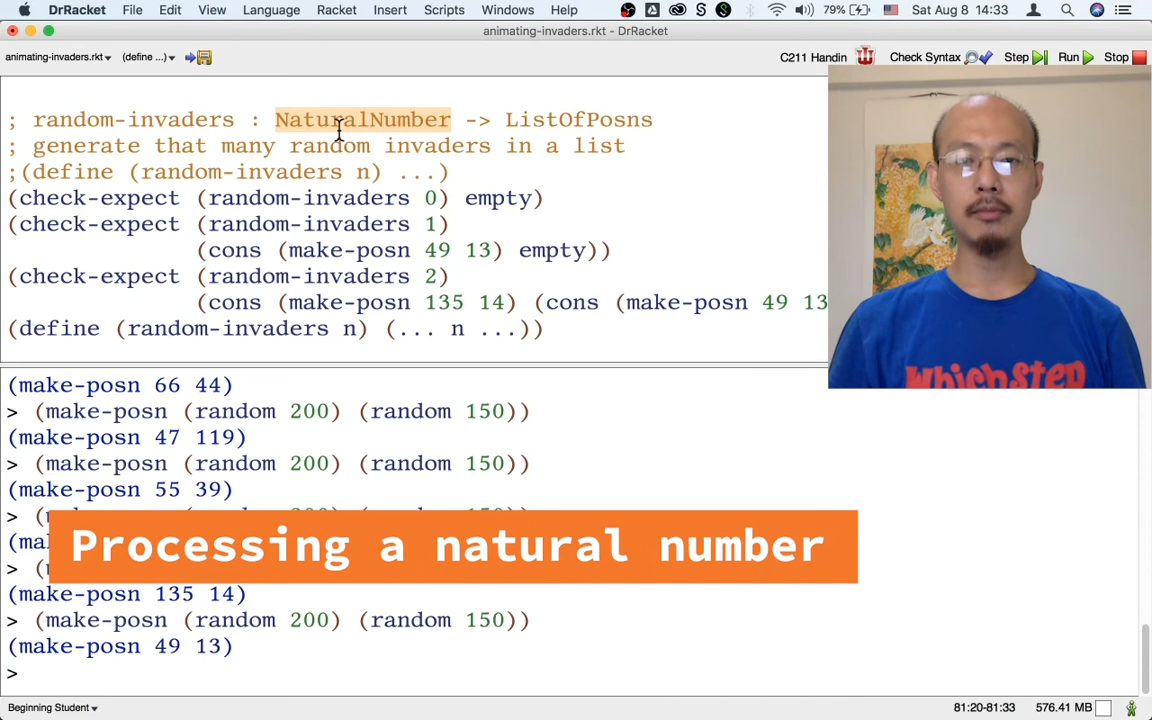 DrRacket File Edit View Language Racket Insert Scripts Windows Help 79% Sat Aug 8 14:33
animating-invaders.rkt - DrRacket
animating-invaders.rkt (define ...) C211 Handin Check Syntax Step Run Stop
; random-invaders : NaturalNumber -> ListOfPosns
; generate that many random invaders in a list
;(define (random-invaders n) ...)
(check-expect (random-invaders 0) empty)
(check-expect (random-invaders 1)
(cons (make-posn 49 13) empty))
(check-expect (random-invaders 2)
(cons (make-posn 135 14) (cons (make-posn 49 13
(define (random-invaders n) (... n ...))
(make-posn 66 44)
> (make-posn (random 200) (random 150))
(make-posn 47 119)
> (make-posn (random 200) (random 150))
(make-posn 55 39)
>
Processing a natural number
>
(make-posn 135 14)
> (make-posn (random 200) (random 150))
(make-posn 49 13)
>
Which Step
Beginning Student 81:20-81:33 576.41 MB